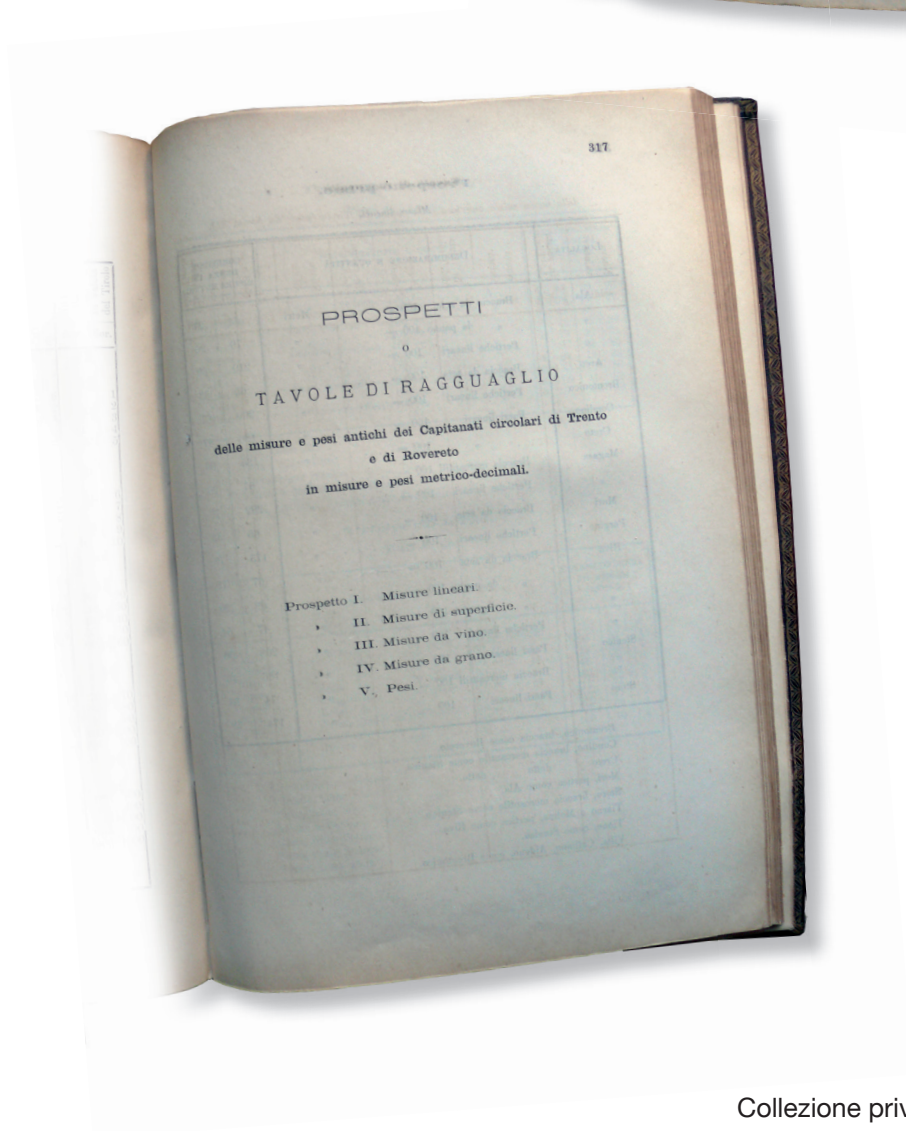 317
PROSPETTI
O
TAVOLE DI RAGGUAGLIO
delle misure e pesi antichi dei Capitanati circolari di Trento
e di Rovereto
in misure e pesi metrico-decimali.
Prospetto I. Misure lineari.
" II. Misure di superficie.
" III. Misure da vino.
" IV. Misure da grano.
" V. Pesi.
Collezione priv